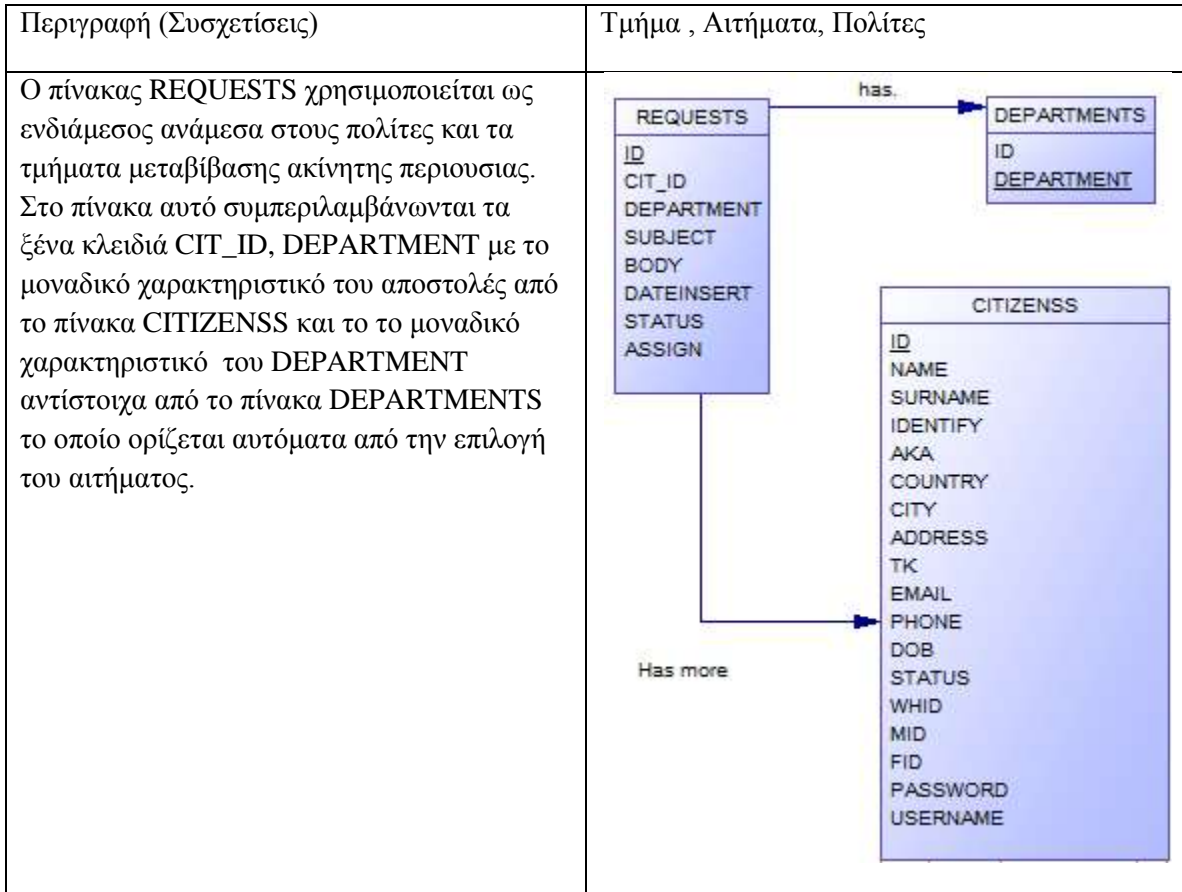 Περιγραφή (Συσχετίσεις)
Τμήμα , Αιτήματα, Πολίτες
Ο πίνακας REQUESTS χρησιμοποιείται ως
ενδιάμεσος ανάμεσα στους πολίτες και τα
τμήματα μεταβίβασης ακίνητης περιουσιας.
Στο πίνακα αυτό συμπεριλαμβάνωνται τα
ξένα κλειδιά CIT_ID, DEPARTMENT με το
μοναδικό χαρακτηριστικό του αποστολές από
το πίνακα CITIZENSS και το το μοναδικό
χαρακτηριστικό του DEPARTMENT
αντίστοιχα από το πίνακα DEPARTMENTS
το οποίο ορίζεται αυτόματα από την επιλογή
του αιτήματος.
has.
REQUESTS
ID
CIT_ID
DEPARTMENT
SUBJECT
BODY
DATEINSERT
STATUS
ASSIGN
DEPARTMENTS
ID
DEPARTMENT
CITIZENSS
ID
NAME
SURNAME
IDENTIFY
AKA
COUNTRY
CITY
ADDRESS
TK
EMAIL
PHONE
DOB
STATUS
WHID
MID
FID
PASSWORD
USERNAME
Has more